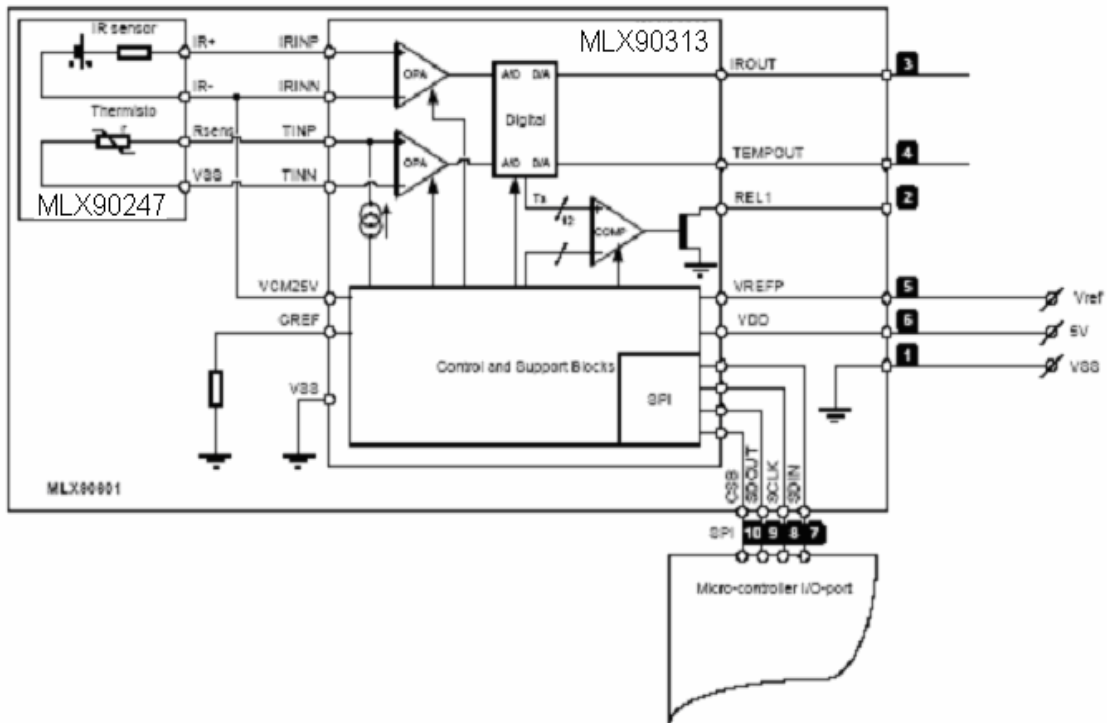 IR sensor
IR+
IRINP
MLX90313
OPA
A/D D/A
IROUT
3
IR-
IRINN
Digital
Thermisto
r
Rsens
TINP
OPA
A/D D/A
TEMPOUT
4
VSS
TINN
MLX90247
Ta
12
COMP
REL1
2
VCM25V
VREFP
5
Vref
GREF
VDD
6
5V
Control and Support Blocks
1
VSS
VSS
SPI
MLX90601
CSB
SDOUT
SCLK
SDIN
SPI
10 9 8 7
Micro-controller I/O-port